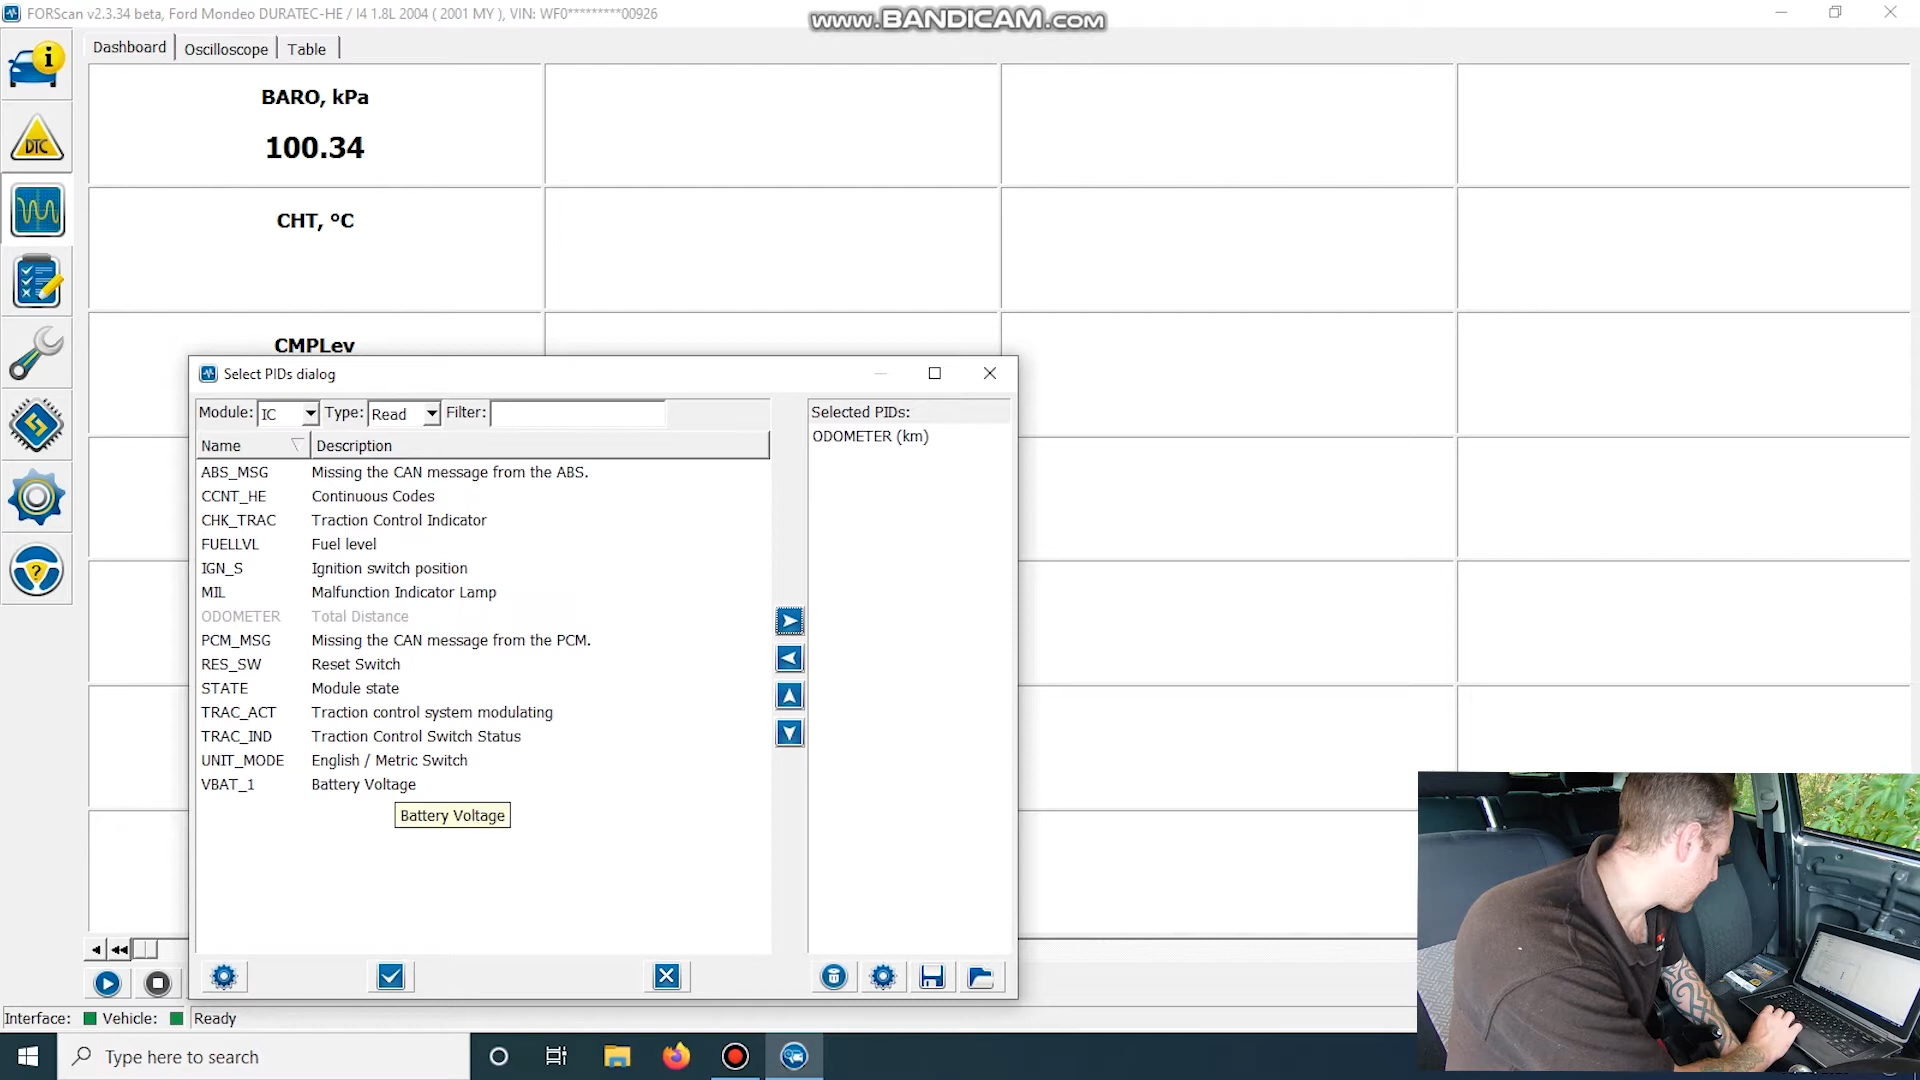 FORScan v2.3.34 beta, Ford Mondeo DURATEC-HE / I4 1.8L 2004 ( 2001 MY ), VIN: WF0*********00926
www.BANDICAM.com
Dashboard
Oscilloscope
Table
DTC
BARO, kPa
100.34
CHT, °C
CMPLev
Select PIDs dialog
Module: IC Type: Read Filter:
Name Description
ABS_MSG Missing the CAN message from the ABS.
CCNT_HE Continuous Codes
CHK_TRAC Traction Control Indicator
FUELLVL Fuel level
IGN_S Ignition switch position
MIL Malfunction Indicator Lamp
ODOMETER Total Distance
PCM_MSG Missing the CAN message from the PCM.
RES_SW Reset Switch
STATE Module state
TRAC_ACT Traction control system modulating
TRAC_IND Traction Control Switch Status
UNIT_MODE English / Metric Switch
VBAT_1 Battery Voltage
Battery Voltage
Selected PIDs:
ODOMETER (km)
Interface: Vehicle: Ready
Type here to search